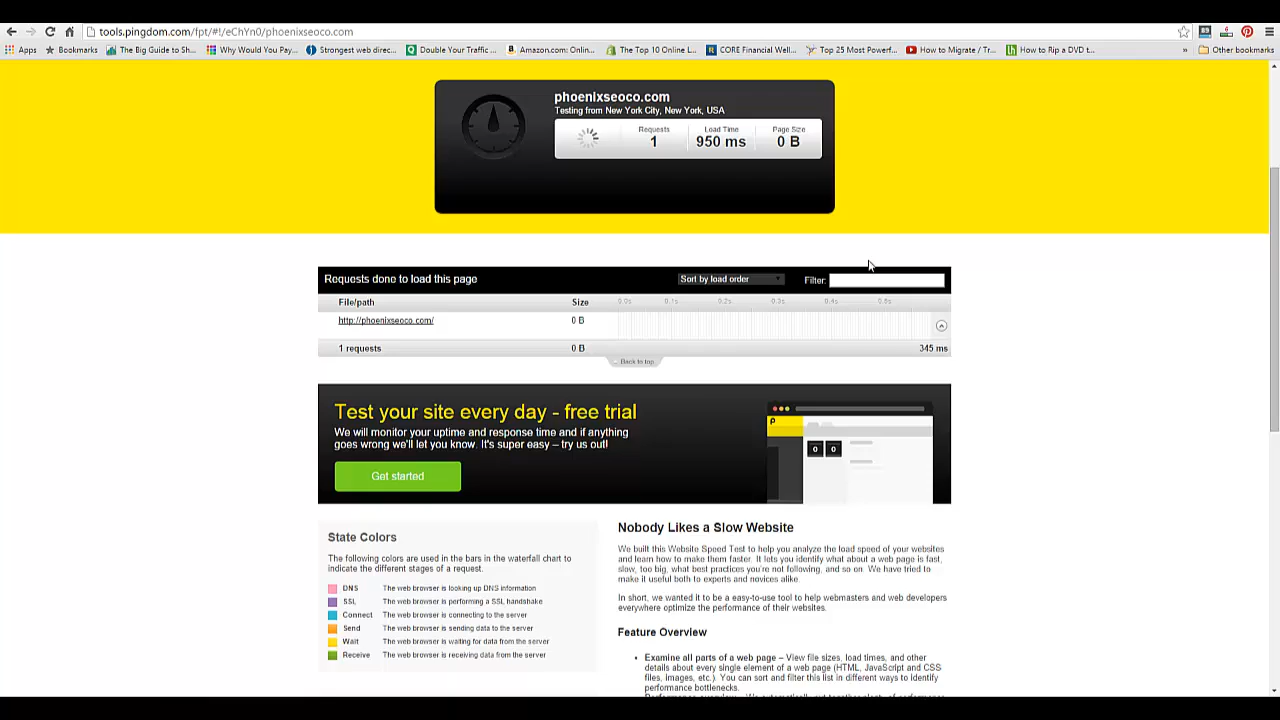 tools.pingdom.com/fpt/#!/eChYn0/phoenixseoco.com
Apps Bookmarks The Big Guide to Sh... Why Would You Pay... Strongest web direc... Double Your Traffic ... Amazon.com: Onlin... The Top 10 Online L... CORE Financial Well... Top 25 Most Powerf... How to Migrate / Tr... How to Rip a DVD t... » Other bookmarks
phoenixseoco.com
Testing from New York City, New York, USA
Requests Load Time Page Size
1 950 ms 0 B
Requests done to load this page Sort by load order Filter:
File/path Size 0.0s 0.1s 0.2s 0.3s 0.4s 0.5s
http://phoenixseoco.com/ 0 B
1 requests 0 B 345 ms
Back to top
Test your site every day - free trial
We will monitor your uptime and response time and if anything
goes wrong we'll let you know. It's super easy – try us out!
Get started
0 0
State Colors
The following colors are used in the bars in the waterfall chart to
indicate the different stages of a request.
DNS The web browser is looking up DNS information
SSL The web browser is performing a SSL handshake
Connect The web browser is connecting to the server
Send The web browser is sending data to the server
Wait The web browser is waiting for data from the server
Receive The web browser is receiving data from the server
Nobody Likes a Slow Website
We built this Website Speed Test to help you analyze the load speed of your websites
and learn how to make them faster. It lets you identify what about a web page is fast,
slow, too big, what best practices you're not following, and so on. We have tried to
make it useful both to experts and novices alike.
In short, we wanted it to be a easy-to-use tool to help webmasters and web developers
everywhere optimize the performance of their websites.
Feature Overview
• Examine all parts of a web page – View file sizes, load times, and other
details about every single element of a web page (HTML, JavaScript and CSS
files, images, etc.). You can sort and filter this list in different ways to identify
performance bottlenecks.